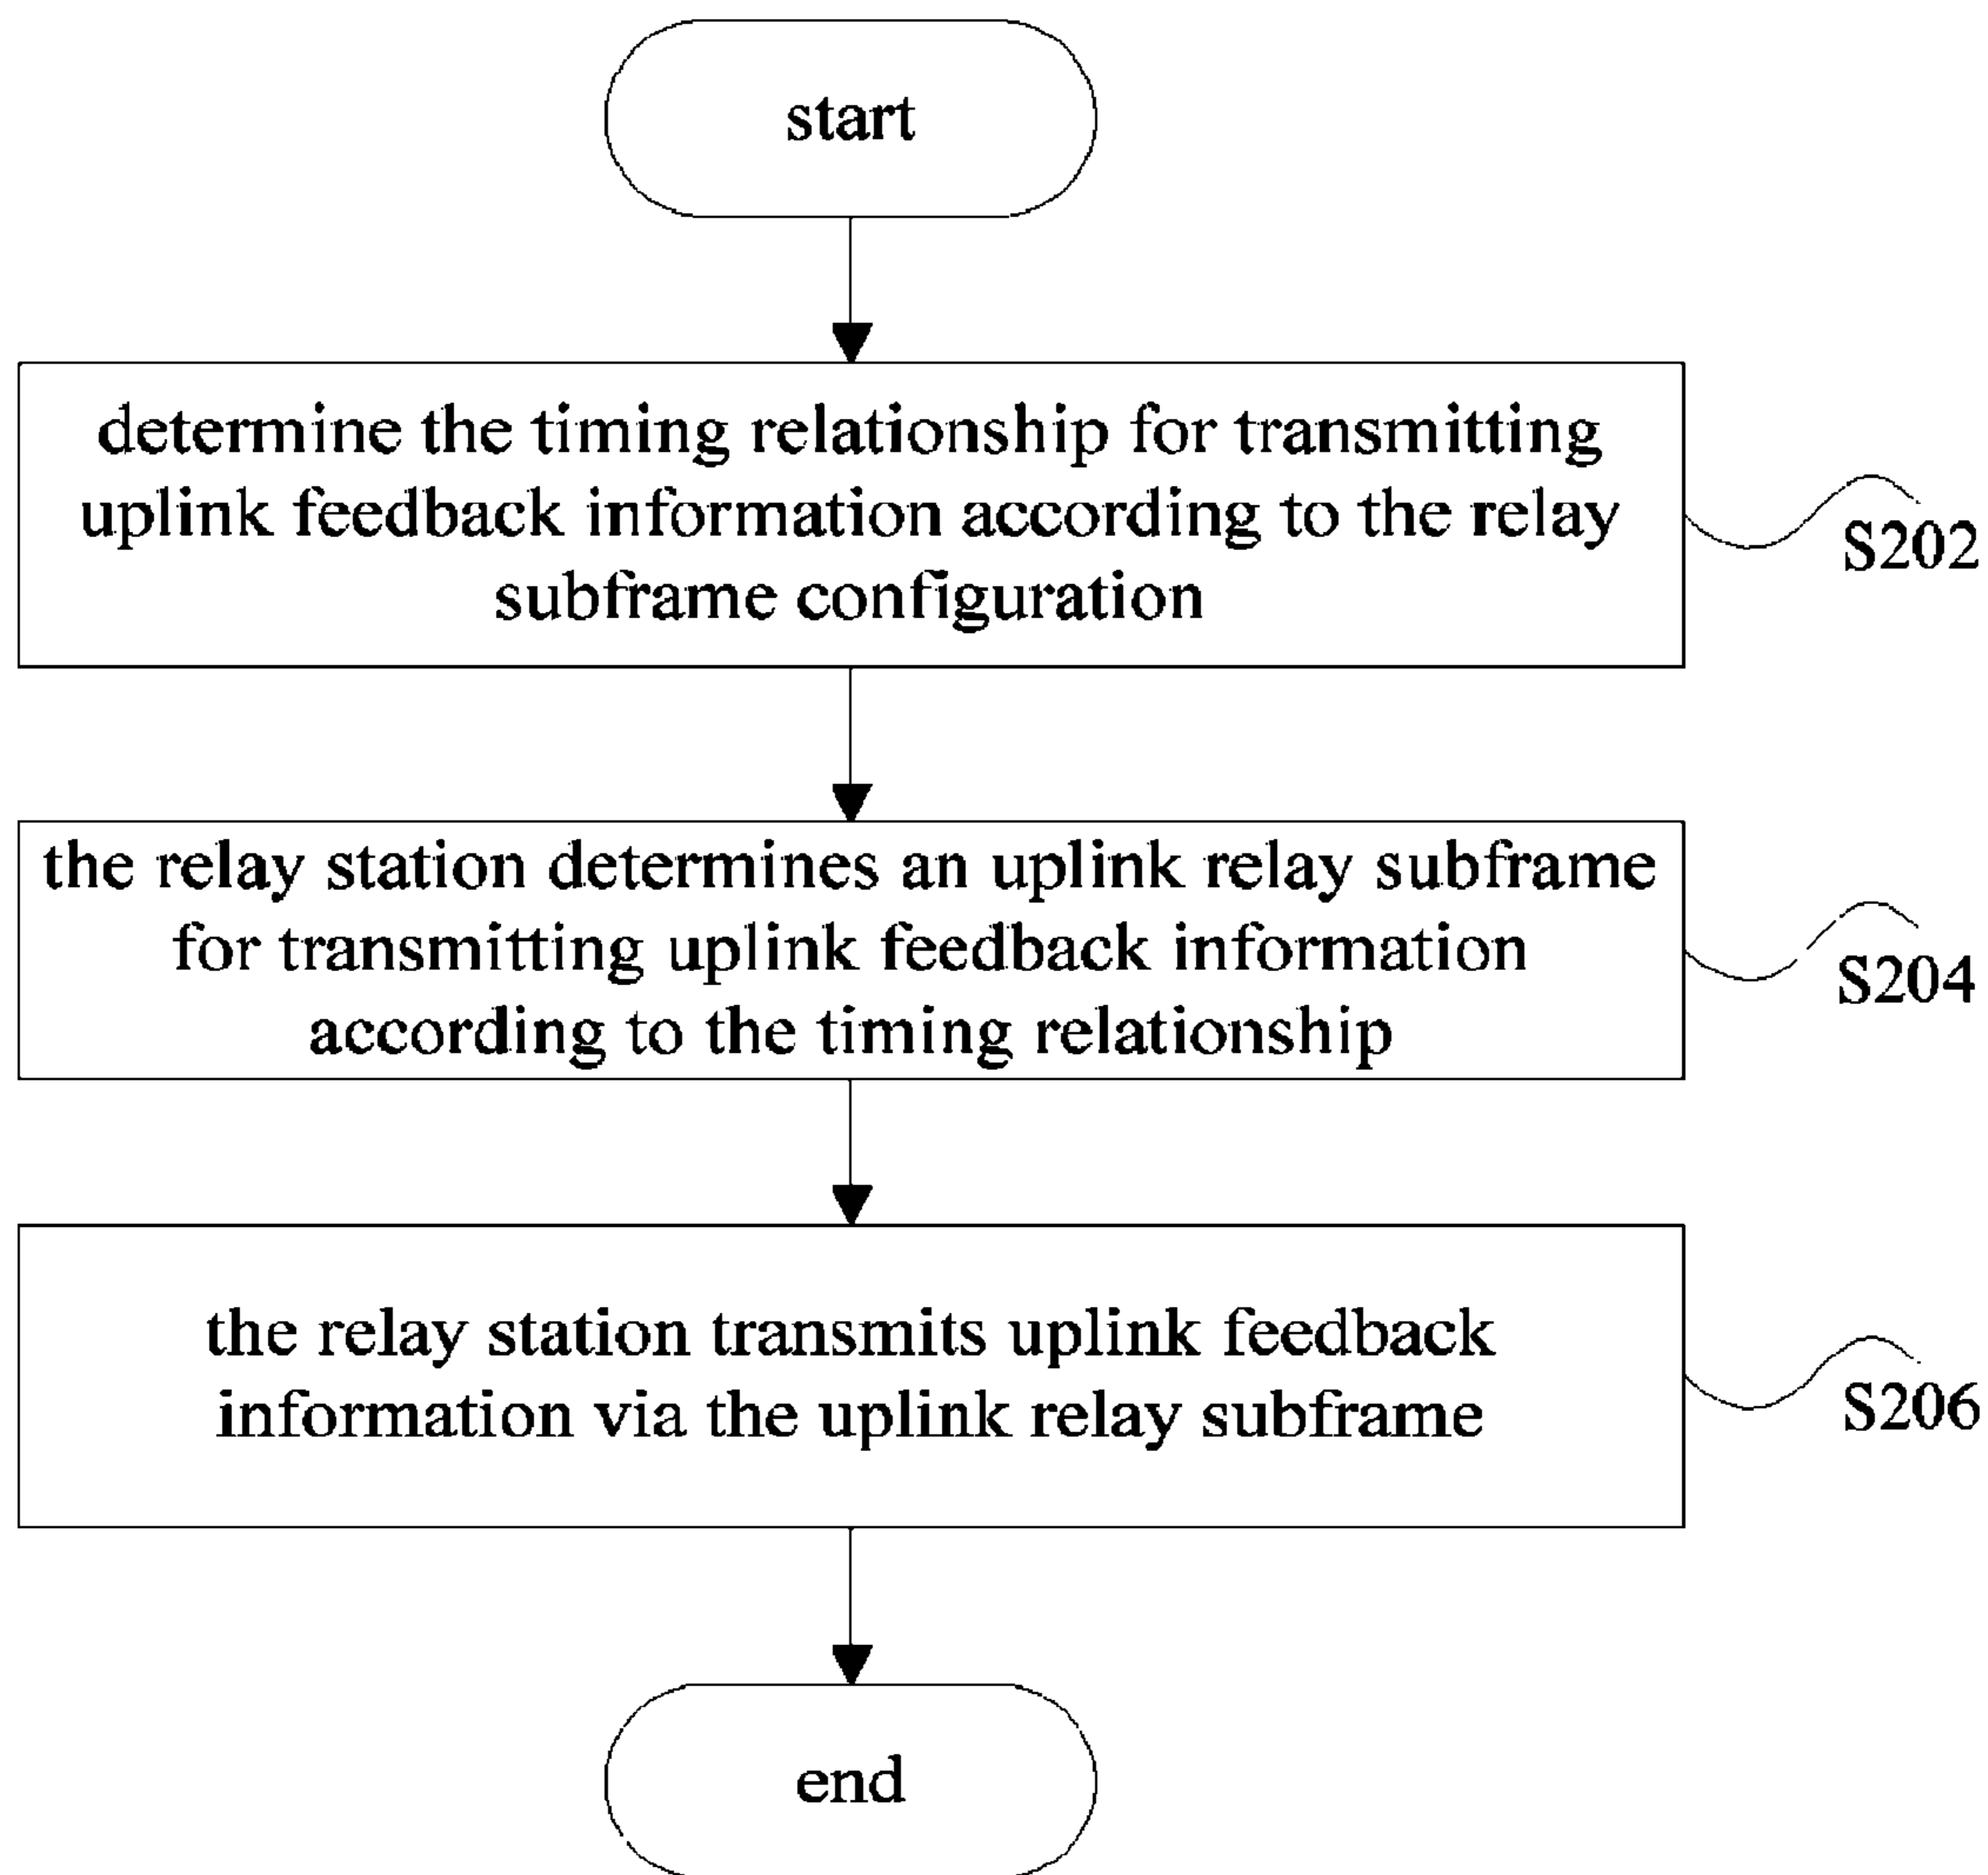 start
determine the timing relationship for transmitting
uplink feedback information according to the relay
subframe configuration
S202
the relay station determines an uplink relay subframe
for transmitting uplink feedback information
according to the timing relationship
S204
the relay station transmits uplink feedback
information via the uplink relay subframe
S206
end